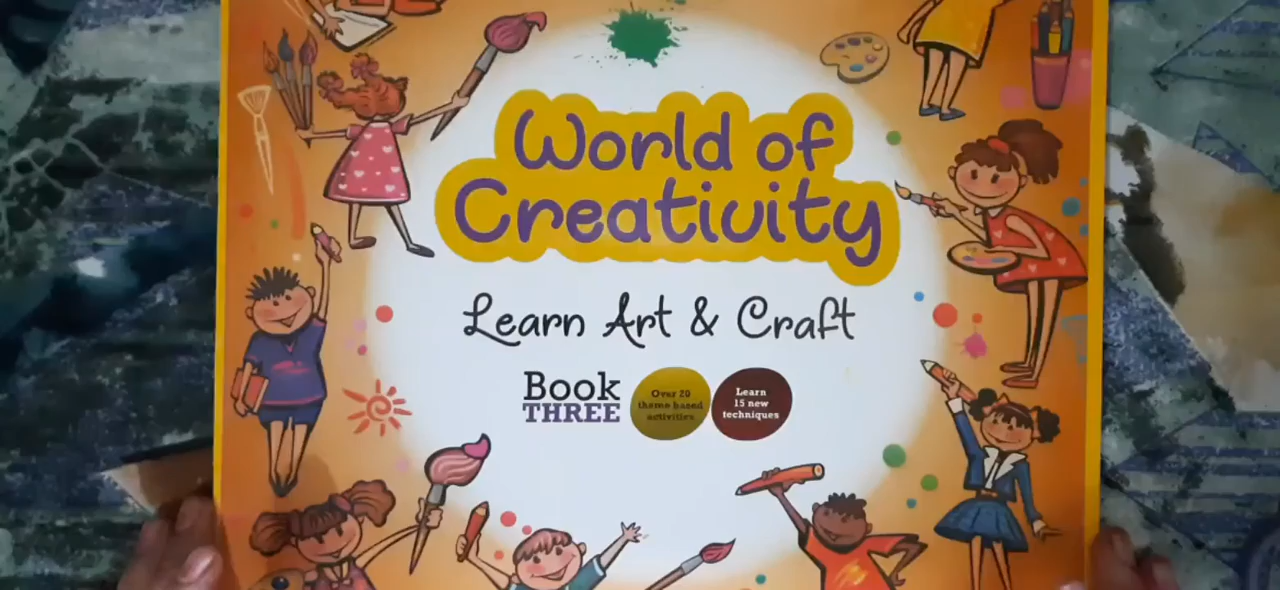 World of
Creativity
Learn Art & Craft
Book
THREE
Over 20
theme based
activities
Learn
15 new
techniques